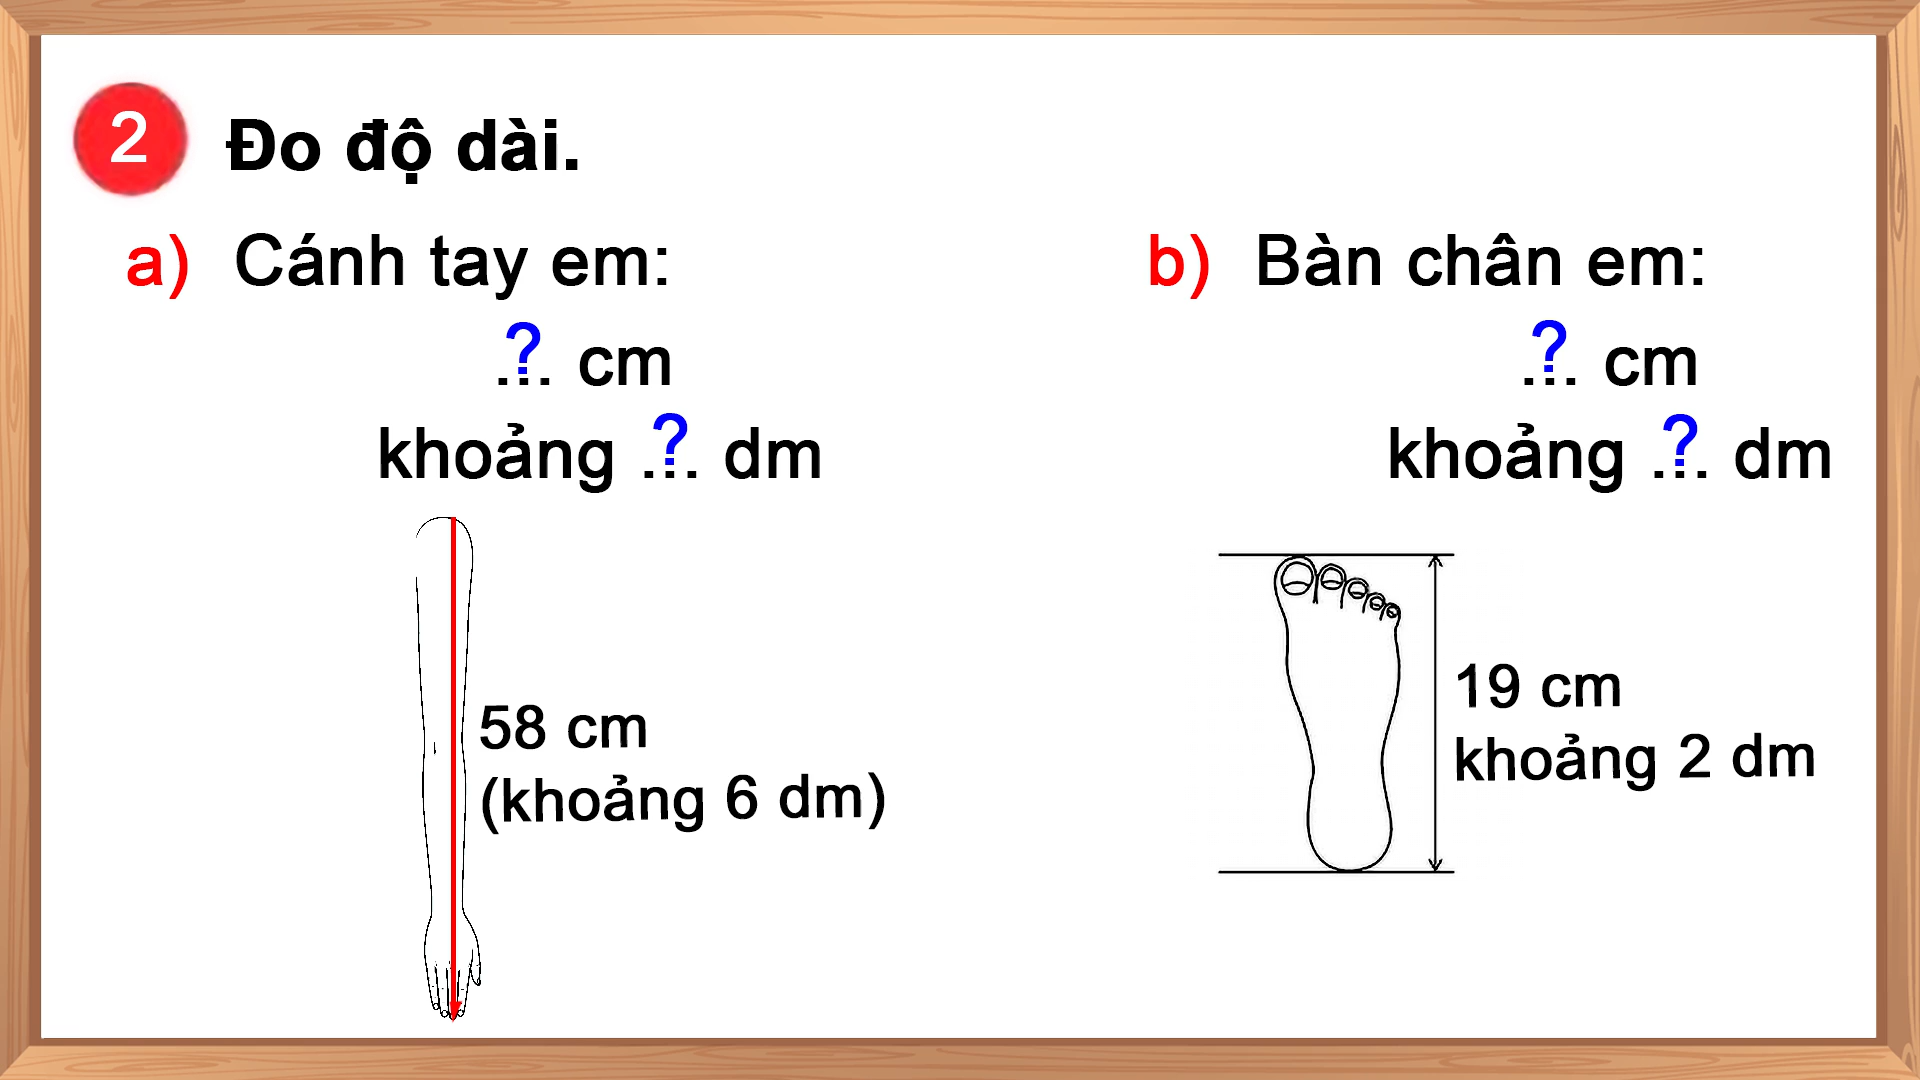 2 Đo độ dài.
a) Cánh tay em:
.?. cm
khoảng .?. dm
58 cm
(khoảng 6 dm)
b) Bàn chân em:
.?. cm
khoảng .?. dm
19 cm
khoảng 2 dm